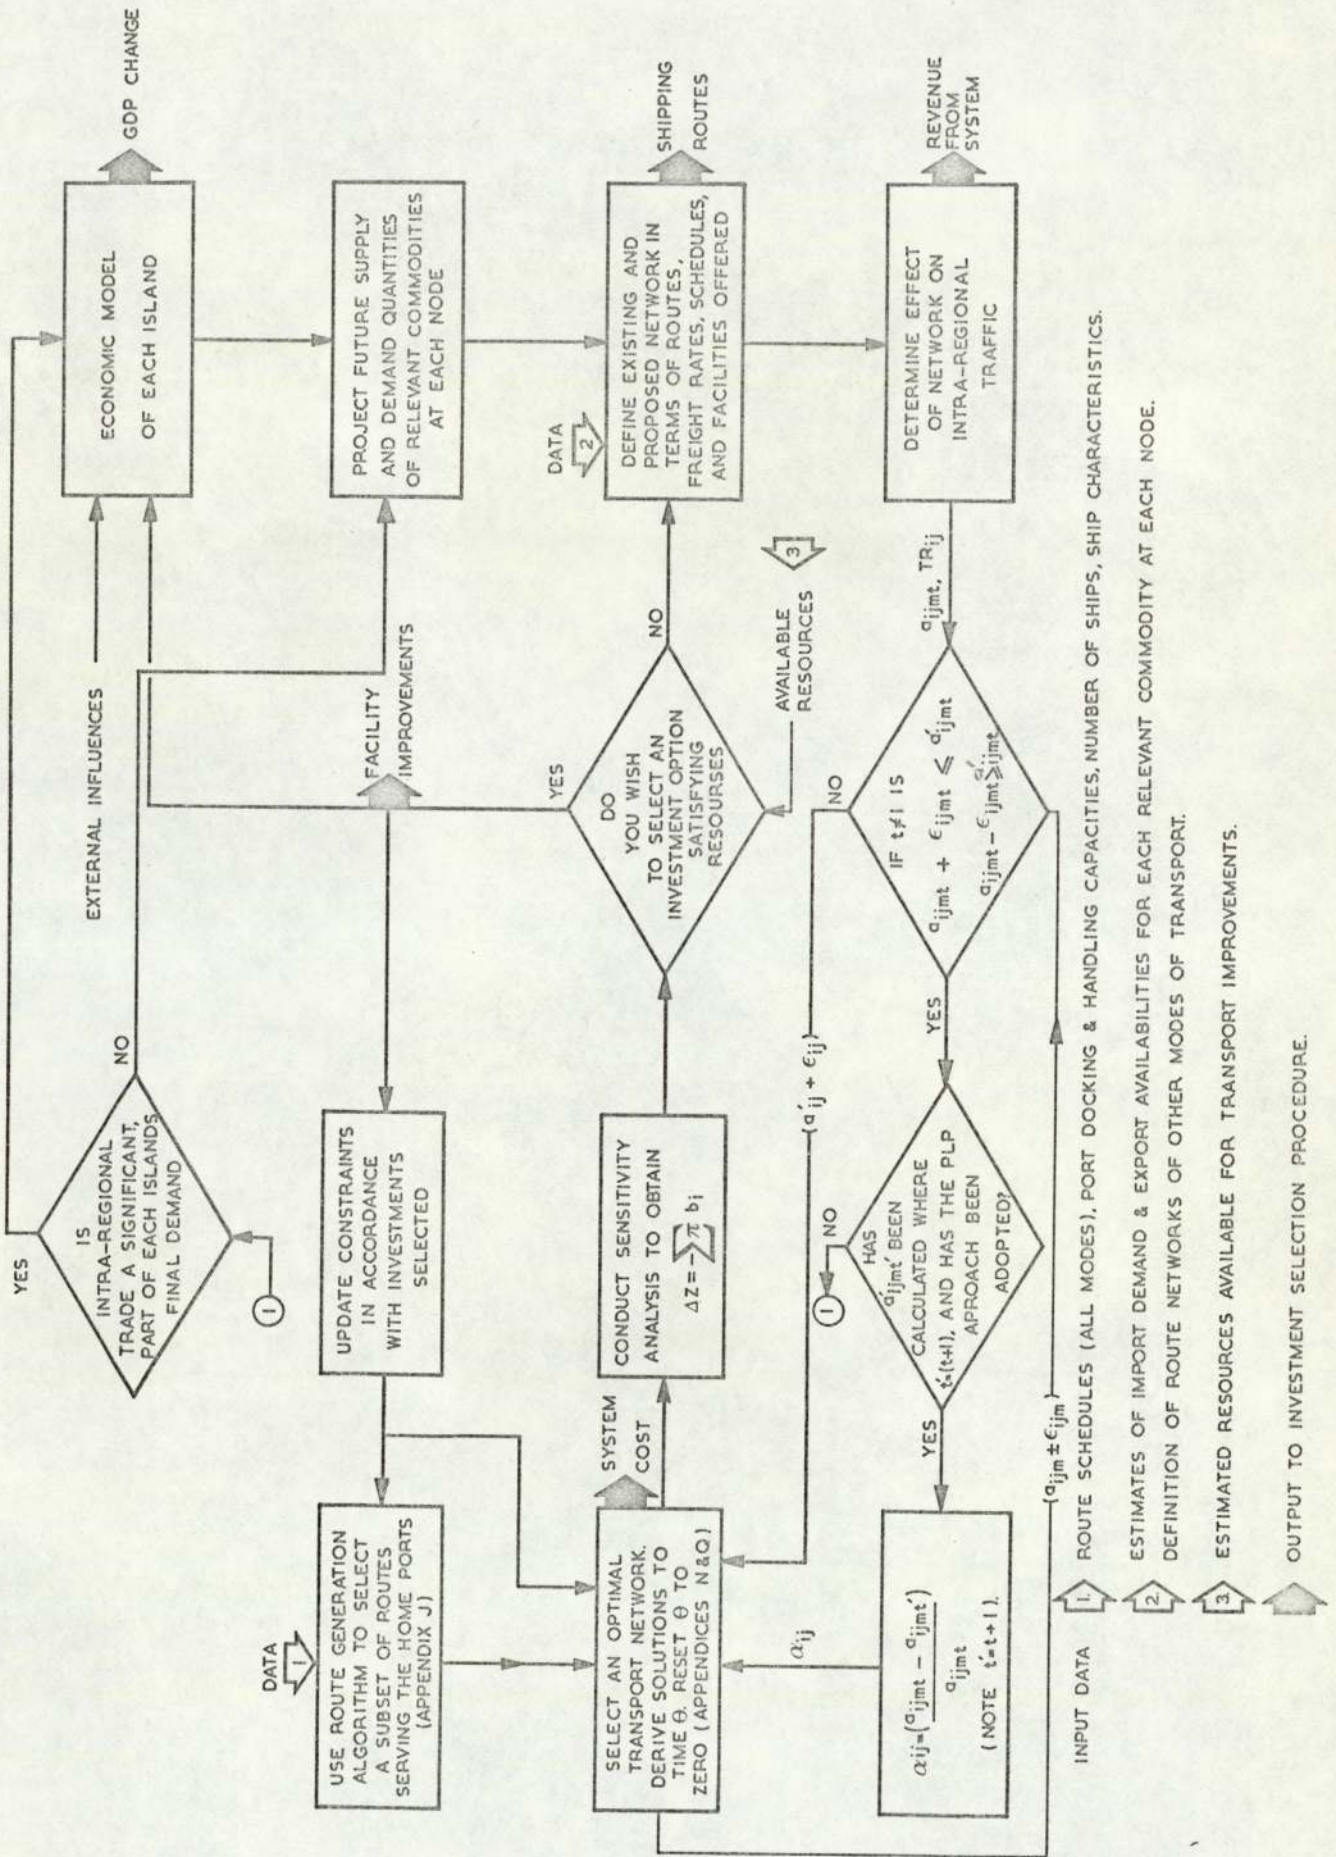 YES
IS
INTRA-REGIONAL
TRADE A SIGNIFICANT,
PART OF EACH ISLANDS
FINAL DEMAND
NO
1
EXTERNAL INFLUENCES
ECONOMIC MODEL
OF EACH ISLAND
GDP CHANGE
PROJECT FUTURE SUPPLY
AND DEMAND QUANTITIES
OF RELEVANT COMMODITIES
AT EACH NODE
DATA
1
USE ROUTE GENERATION
ALGORITHM TO SELECT
A SUBSET OF ROUTES
SERVING THE HOME PORTS
(APPENDIX J)
UPDATE CONSTRAINTS
IN ACCORDANCE
WITH INVESTMENTS
SELECTED
FACILITY
IMPROVEMENTS
DATA
2
DEFINE EXISTING AND
PROPOSED NETWORK IN
TERMS OF ROUTES,
FREIGHT RATES, SCHEDULES,
AND FACILITIES OFFERED
SHIPPING
ROUTES
SELECT AN OPTIMAL
TRANSPORT NETWORK.
DERIVE SOLUTIONS TO
TIME θ. RESET θ TO
ZERO (APPENDICES N&Q)
SYSTEM
COST
CONDUCT SENSITIVITY
ANALYSIS TO OBTAIN
ΔZ=-∑π bᵢ
YES
DO
YOU WISH
TO SELECT AN
INVESTMENT OPTION
SATISFYING
RESOURSES
NO
AVAILABLE
RESOURCES
3
DETERMINE EFFECT
OF NETWORK ON
INTRA-REGIONAL
TRAFFIC
REVENUE
FROM
SYSTEM
aijmt, TRij
NO
IF t≠1 IS
aijmt + ϵijmt ⩽ a'ijmt
aijmt - ϵijmt ⩾ a'ijmt
YES
(a'ij + ϵij)
1
NO
HAS
a'ijmt' BEEN
CALCULATED WHERE
t'=(t+1), AND HAS THE PLP
APROACH BEEN
ADOPTED?
YES
αij
αij=(aijmt - aijmt')
aijmt
(NOTE t'=t+1).
(aijm ± ϵijm)
INPUT DATA
1. ROUTE SCHEDULES (ALL MODES), PORT DOCKING & HANDLING CAPACITIES, NUMBER OF SHIPS, SHIP CHARACTERISTICS.
2. ESTIMATES OF IMPORT DEMAND & EXPORT AVAILABILITIES FOR EACH RELEVANT COMMODITY AT EACH NODE.
DEFINITION OF ROUTE NETWORKS OF OTHER MODES OF TRANSPORT.
3. ESTIMATED RESOURCES AVAILABLE FOR TRANSPORT IMPROVEMENTS.
OUTPUT TO INVESTMENT SELECTION PROCEDURE.